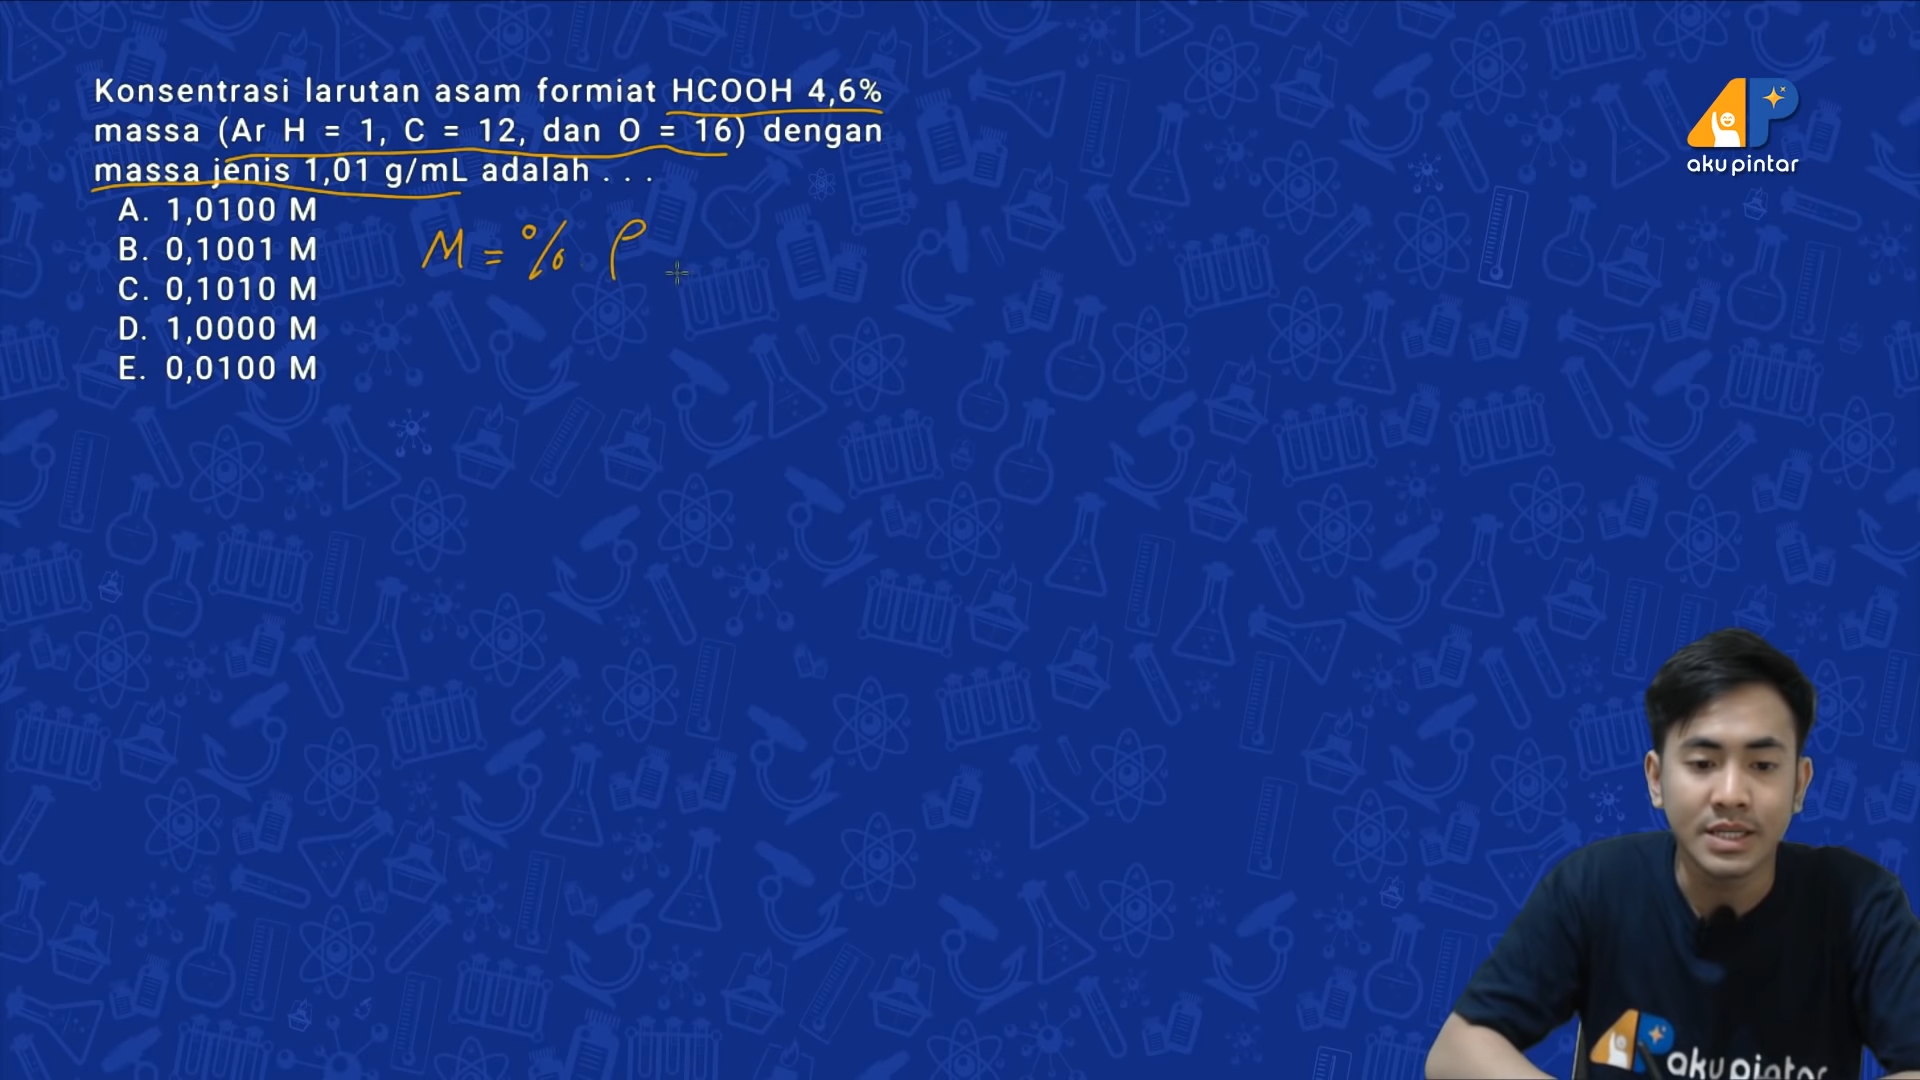 Konsentrasi larutan asam formiat HCOOH 4,6%
massa (Ar H = 1, C = 12, dan O = 16) dengan
massa jenis 1,01 g/mL adalah . . .
A. 1,0100 M
B. 0,1001 M
C. 0,1010 M
D. 1,0000 M
E. 0,0100 M
M = % ρ
aku pintar
aku pintar